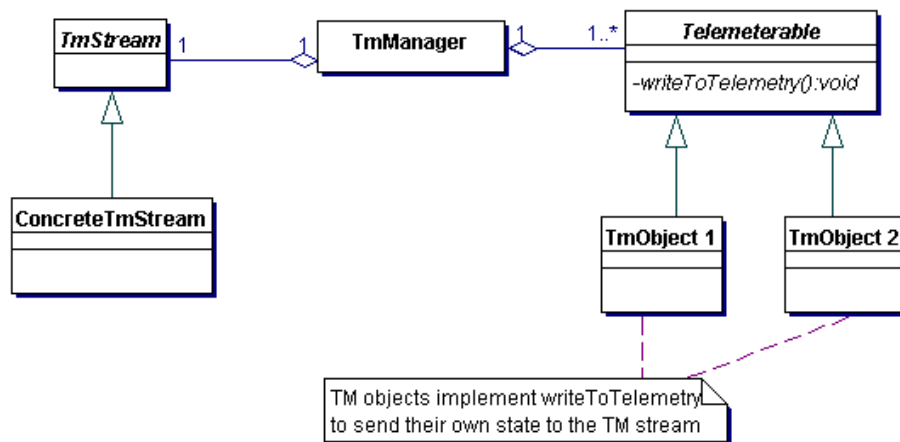 TmStream
1
1
TmManager
1
1..*
Telemeterable
-writeToTelemetry():void
ConcreteTmStream
TmObject 1
TmObject 2
TM objects implement writeToTelemetry
to send their own state to the TM stream